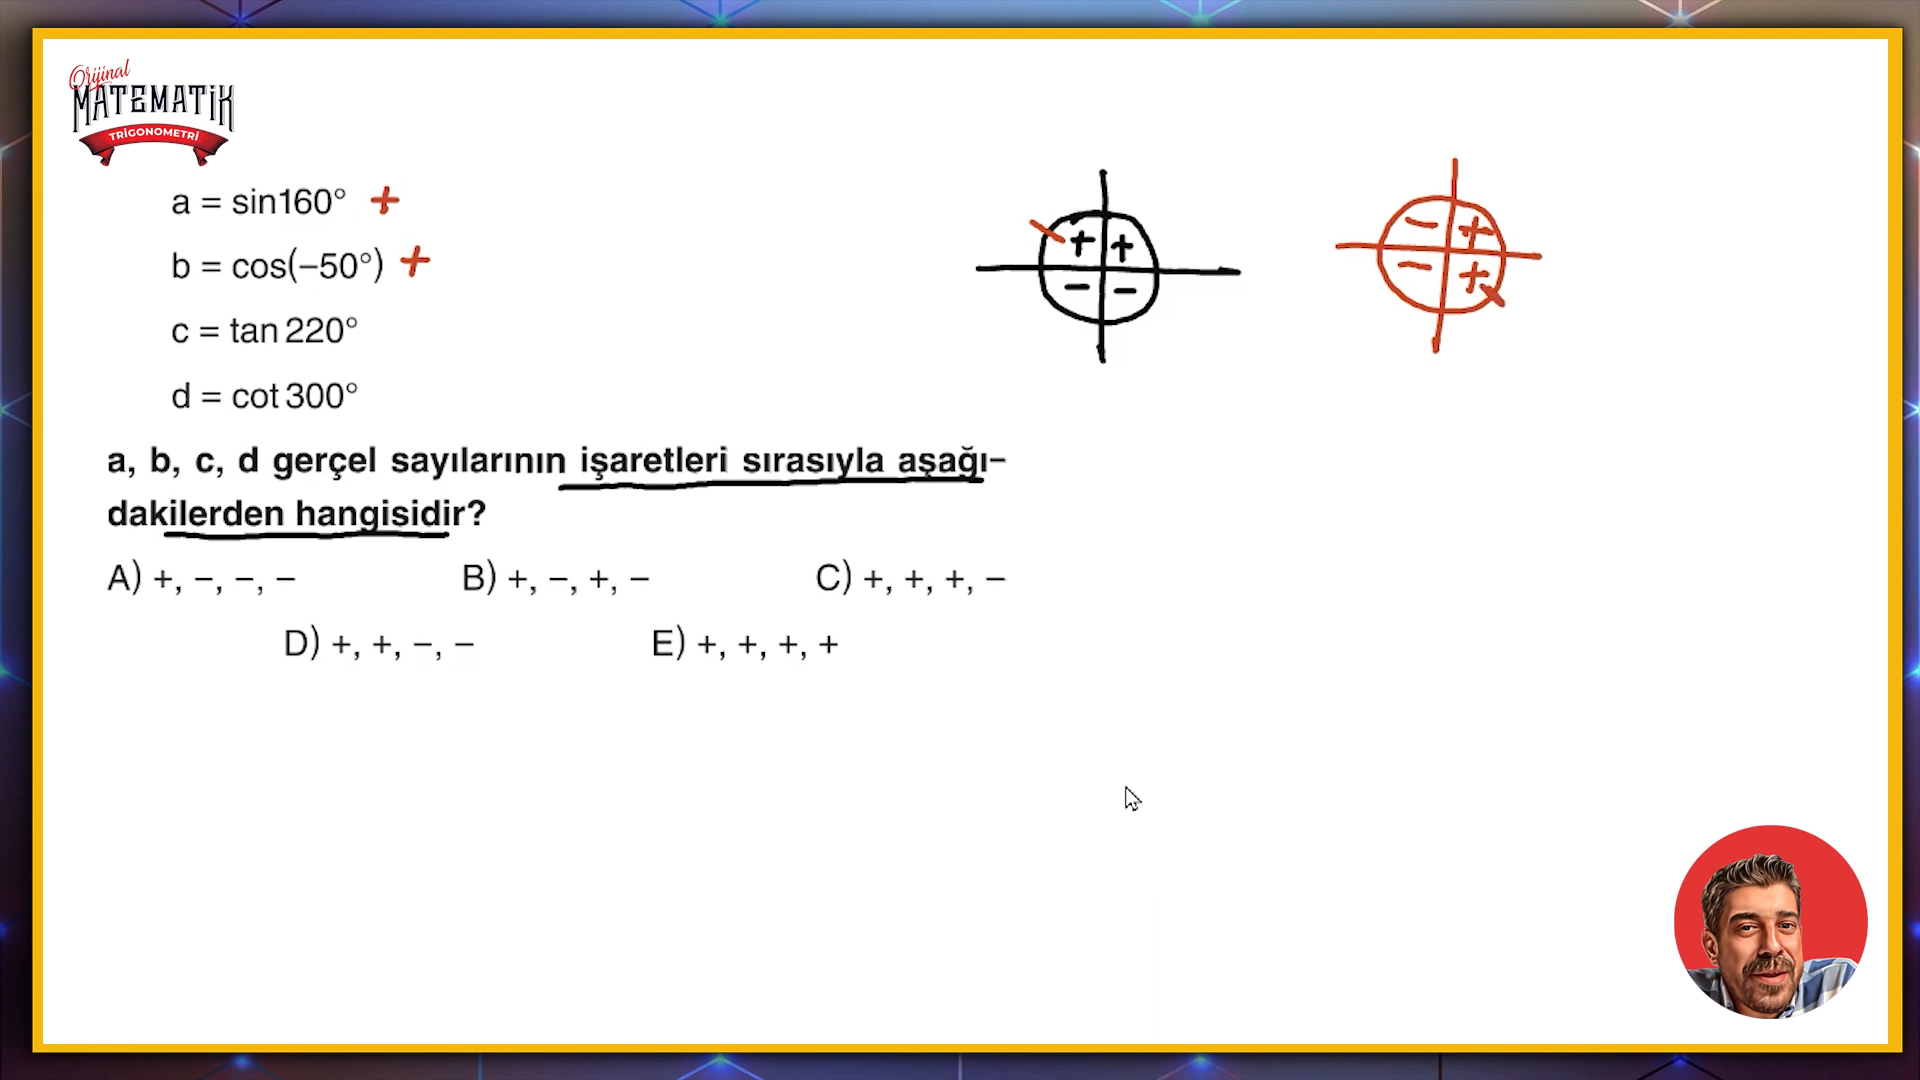 Orijinal
MATEMATİK
TRİGONOMETRİ
a = sin160° +
b = cos(−50°) +
c = tan 220°
d = cot 300°
a, b, c, d gerçel sayılarının işaretleri sırasıyla aşağı–
dakilerden hangisidir?
A) +, −, −, − B) +, −, +, − C) +, +, +, −
D) +, +, −, − E) +, +, +, +
+ +
− −
− +
− +